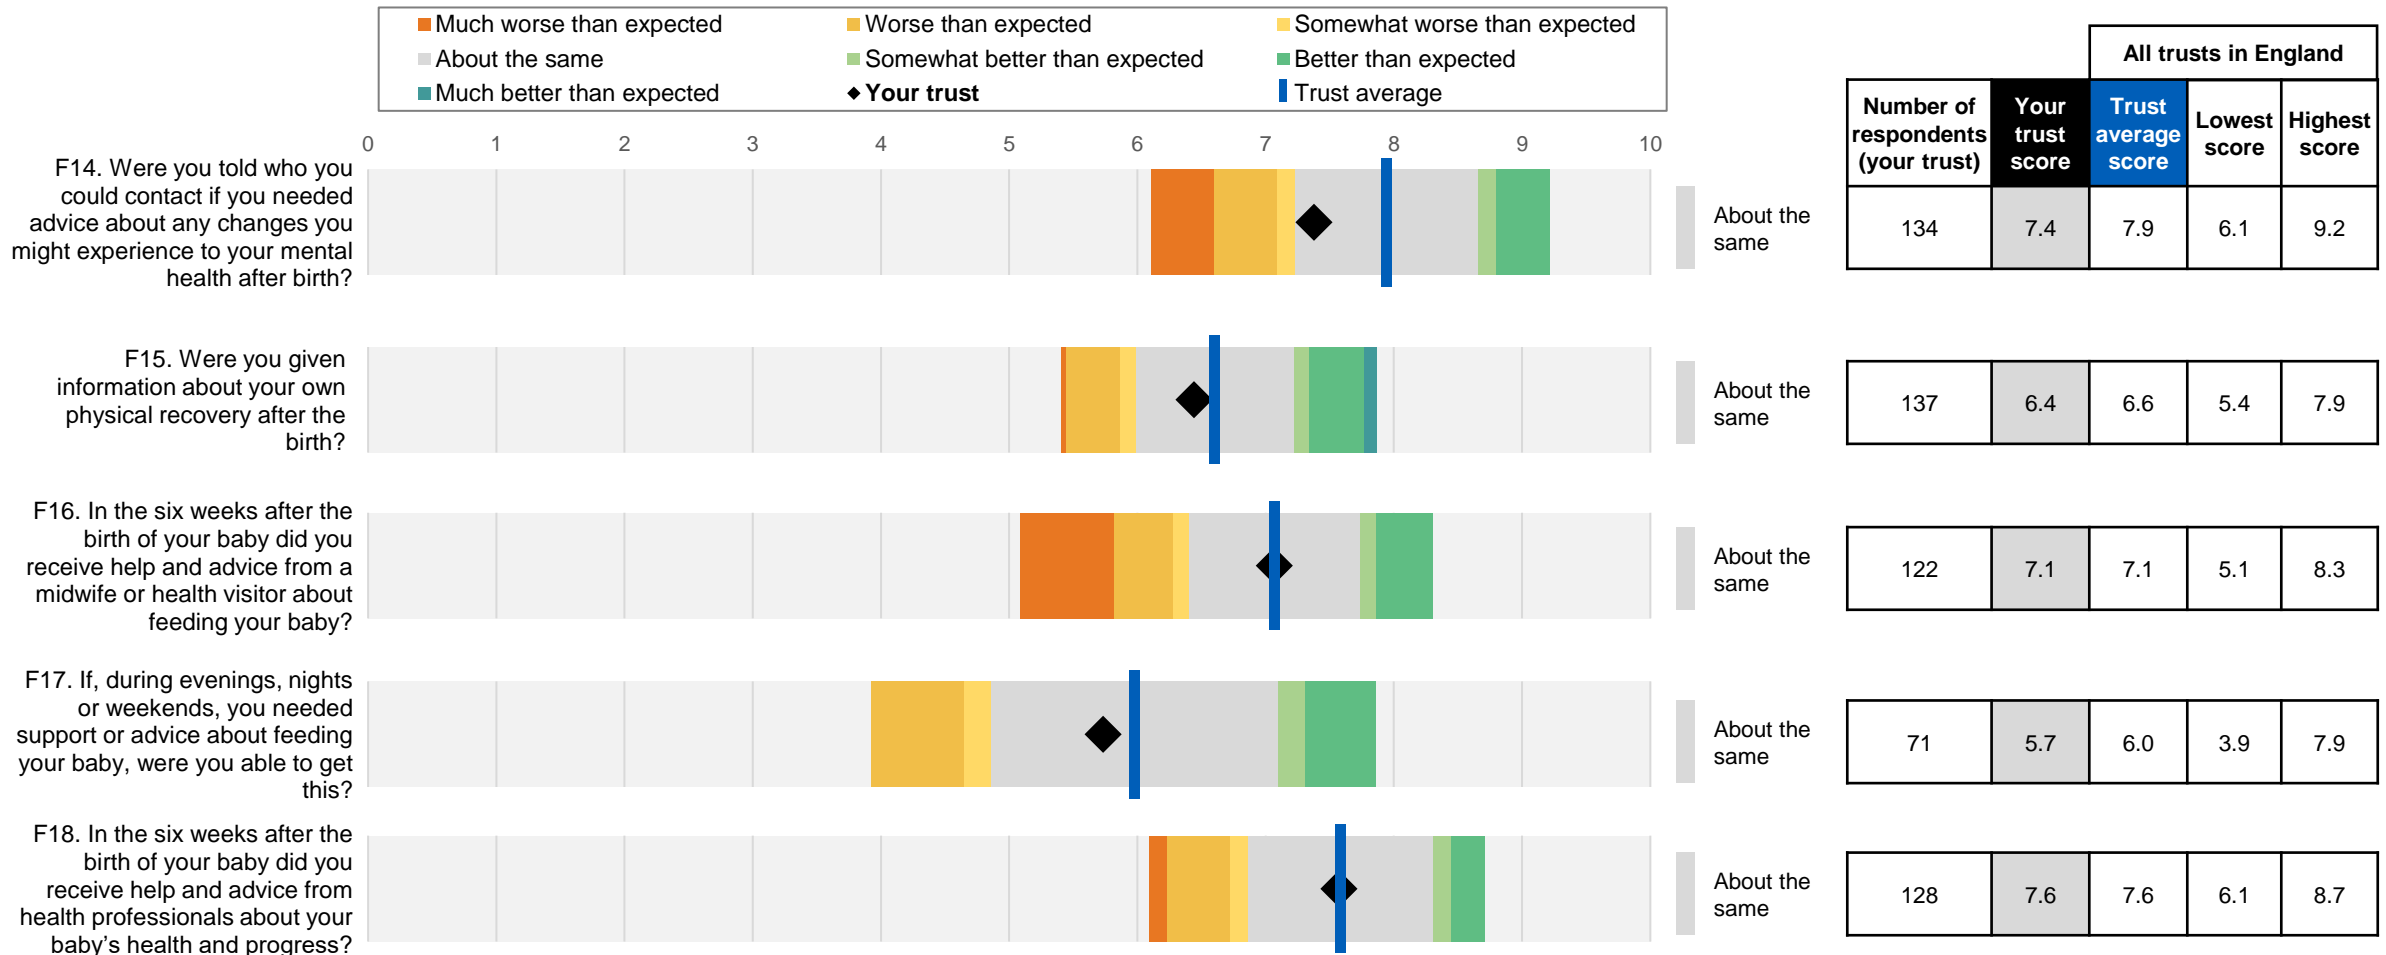 Much worse than expected
Worse than expected
Somewhat worse than expected
About the same
Somewhat better than expected
Better than expected
Much better than expected
Your trust
Trust average
All trusts in England
Number of
respondents
(your trust)
Your
trust
score
Trust
average
score
Lowest
score
Highest
score
0 1 2 3 4 5 6 7 8 9 10
F14. Were you told who you
could contact if you needed
advice about any changes you
might experience to your mental
health after birth?
About the
same
134 7.4 7.9 6.1 9.2
F15. Were you given
information about your own
physical recovery after the
birth?
About the
same
137 6.4 6.6 5.4 7.9
F16. In the six weeks after the
birth of your baby did you
receive help and advice from a
midwife or health visitor about
feeding your baby?
About the
same
122 7.1 7.1 5.1 8.3
F17. If, during evenings, nights
or weekends, you needed
support or advice about feeding
your baby, were you able to get
this?
About the
same
71 5.7 6.0 3.9 7.9
F18. In the six weeks after the
birth of your baby did you
receive help and advice from
health professionals about your
baby’s health and progress?
About the
same
128 7.6 7.6 6.1 8.7